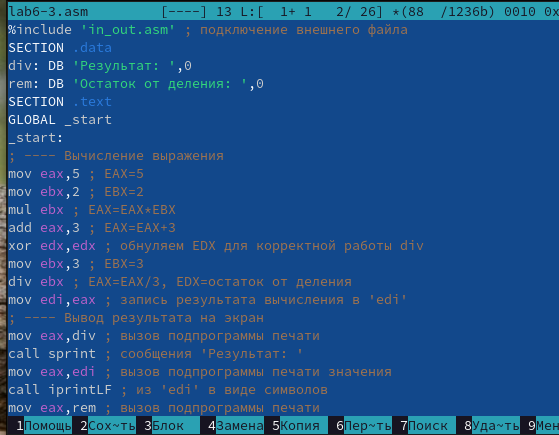 lab6-3.asm [----] 13 L:[ 1+ 1 2/ 26] *(88 /1236b) 0010 0x
%include 'in_out.asm' ; подключение внешнего файла
SECTION .data
div: DB 'Результат: ',0
rem: DB 'Остаток от деления: ',0
SECTION .text
GLOBAL _start
_start:
; ---- Вычисление выражения
mov eax,5 ; EAX=5
mov ebx,2 ; EBX=2
mul ebx ; EAX=EAX*EBX
add eax,3 ; EAX=EAX+3
xor edx,edx ; обнуляем EDX для корректной работы div
mov ebx,3 ; EBX=3
div ebx ; EAX=EAX/3, EDX=остаток от деления
mov edi,eax ; запись результата вычисления в 'edi'
; ---- Вывод результата на экран
mov eax,div ; вызов подпрограммы печати
call sprint ; сообщения 'Результат: '
mov eax,edi ; вызов подпрограммы печати значения
call iprintLF ; из 'edi' в виде символов
mov eax,rem ; вызов подпрограммы печати
1Помощь 2Сох~ть 3Блок 4Замена 5Копия 6Пер~ть 7Поиск 8Уда~ть 9Мен